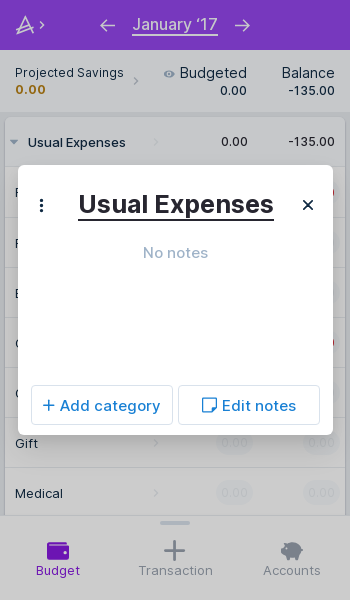 January ‘17
Projected Savings
0.00
Budgeted
0.00
Balance
-135.00
Usual Expenses 0.00 -135.00
Usual Expenses
No notes
Add category
Edit notes
Gift 0.00 0.00
Medical 0.00 0.00
Budget
Transaction
Accounts